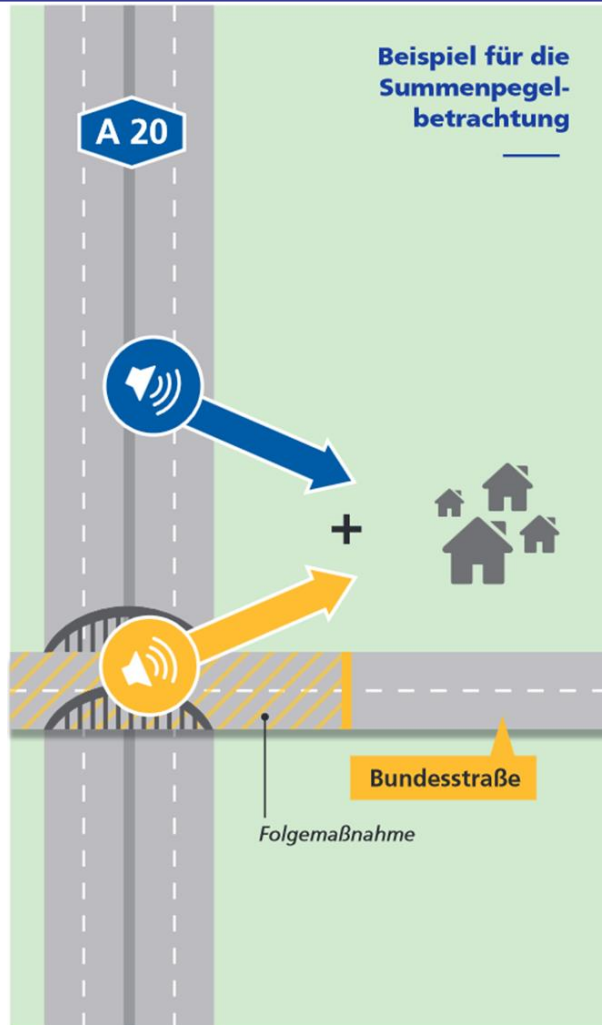 Beispiel für die
Summenpegel-
betrachtung
A 20
+
Bundesstraße
Folgemaßnahme